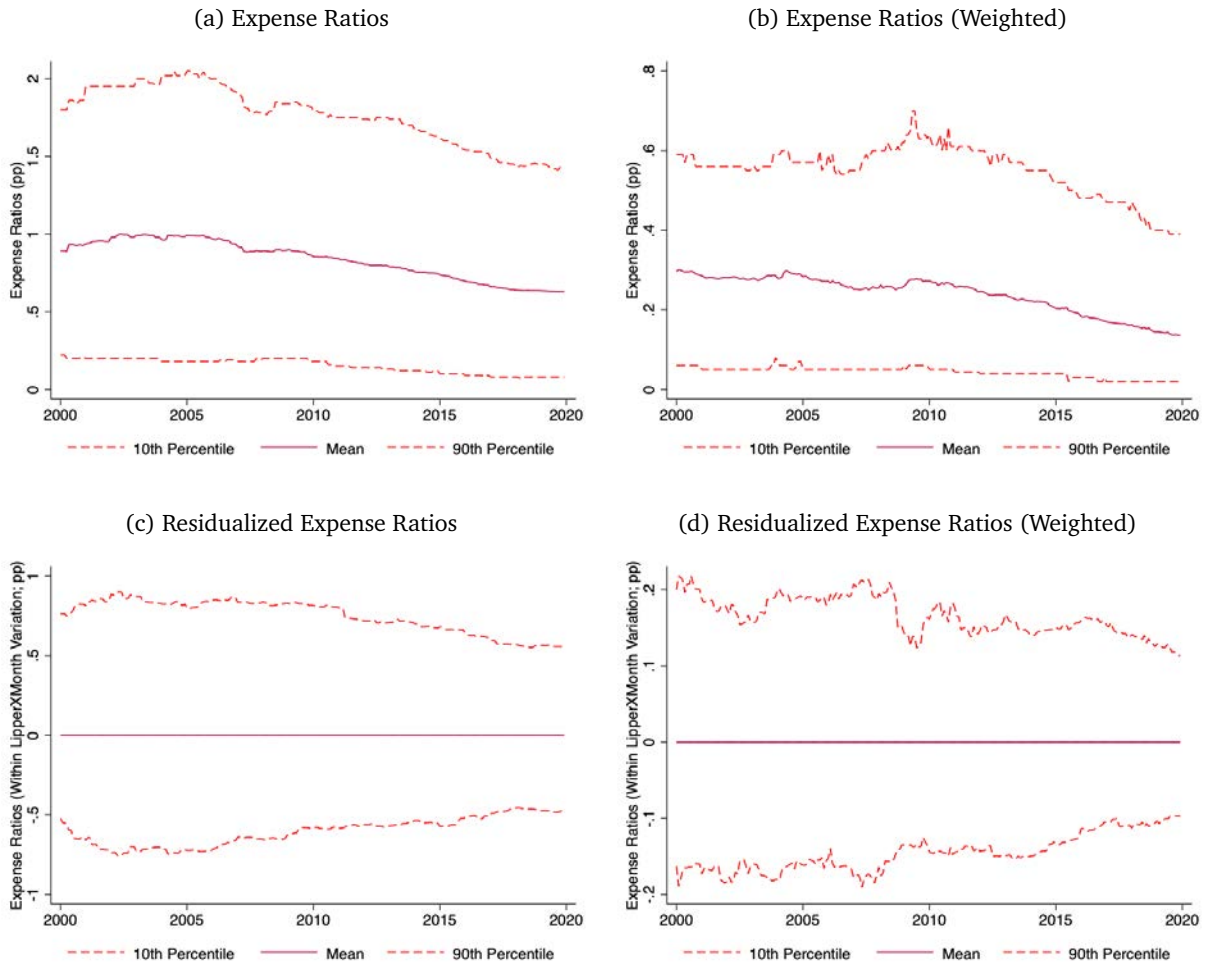 (a) Expense Ratios
(b) Expense Ratios (Weighted)
Expense Ratios (pp)
2
1.5
1
.5
0
2000 2005 2010 2015 2020
10th Percentile Mean 90th Percentile
Expense Ratios (pp)
.8
.6
.4
.2
0
2000 2005 2010 2015 2020
10th Percentile Mean 90th Percentile
(c) Residualized Expense Ratios
(d) Residualized Expense Ratios (Weighted)
Expense Ratios (Within LipperXMonth Variation; pp)
1
.5
0
-.5
-1
2000 2005 2010 2015 2020
10th Percentile Mean 90th Percentile
Expense Ratios (Within LipperXMonth Variation; pp)
.2
.1
0
-.1
-.2
2000 2005 2010 2015 2020
10th Percentile Mean 90th Percentile